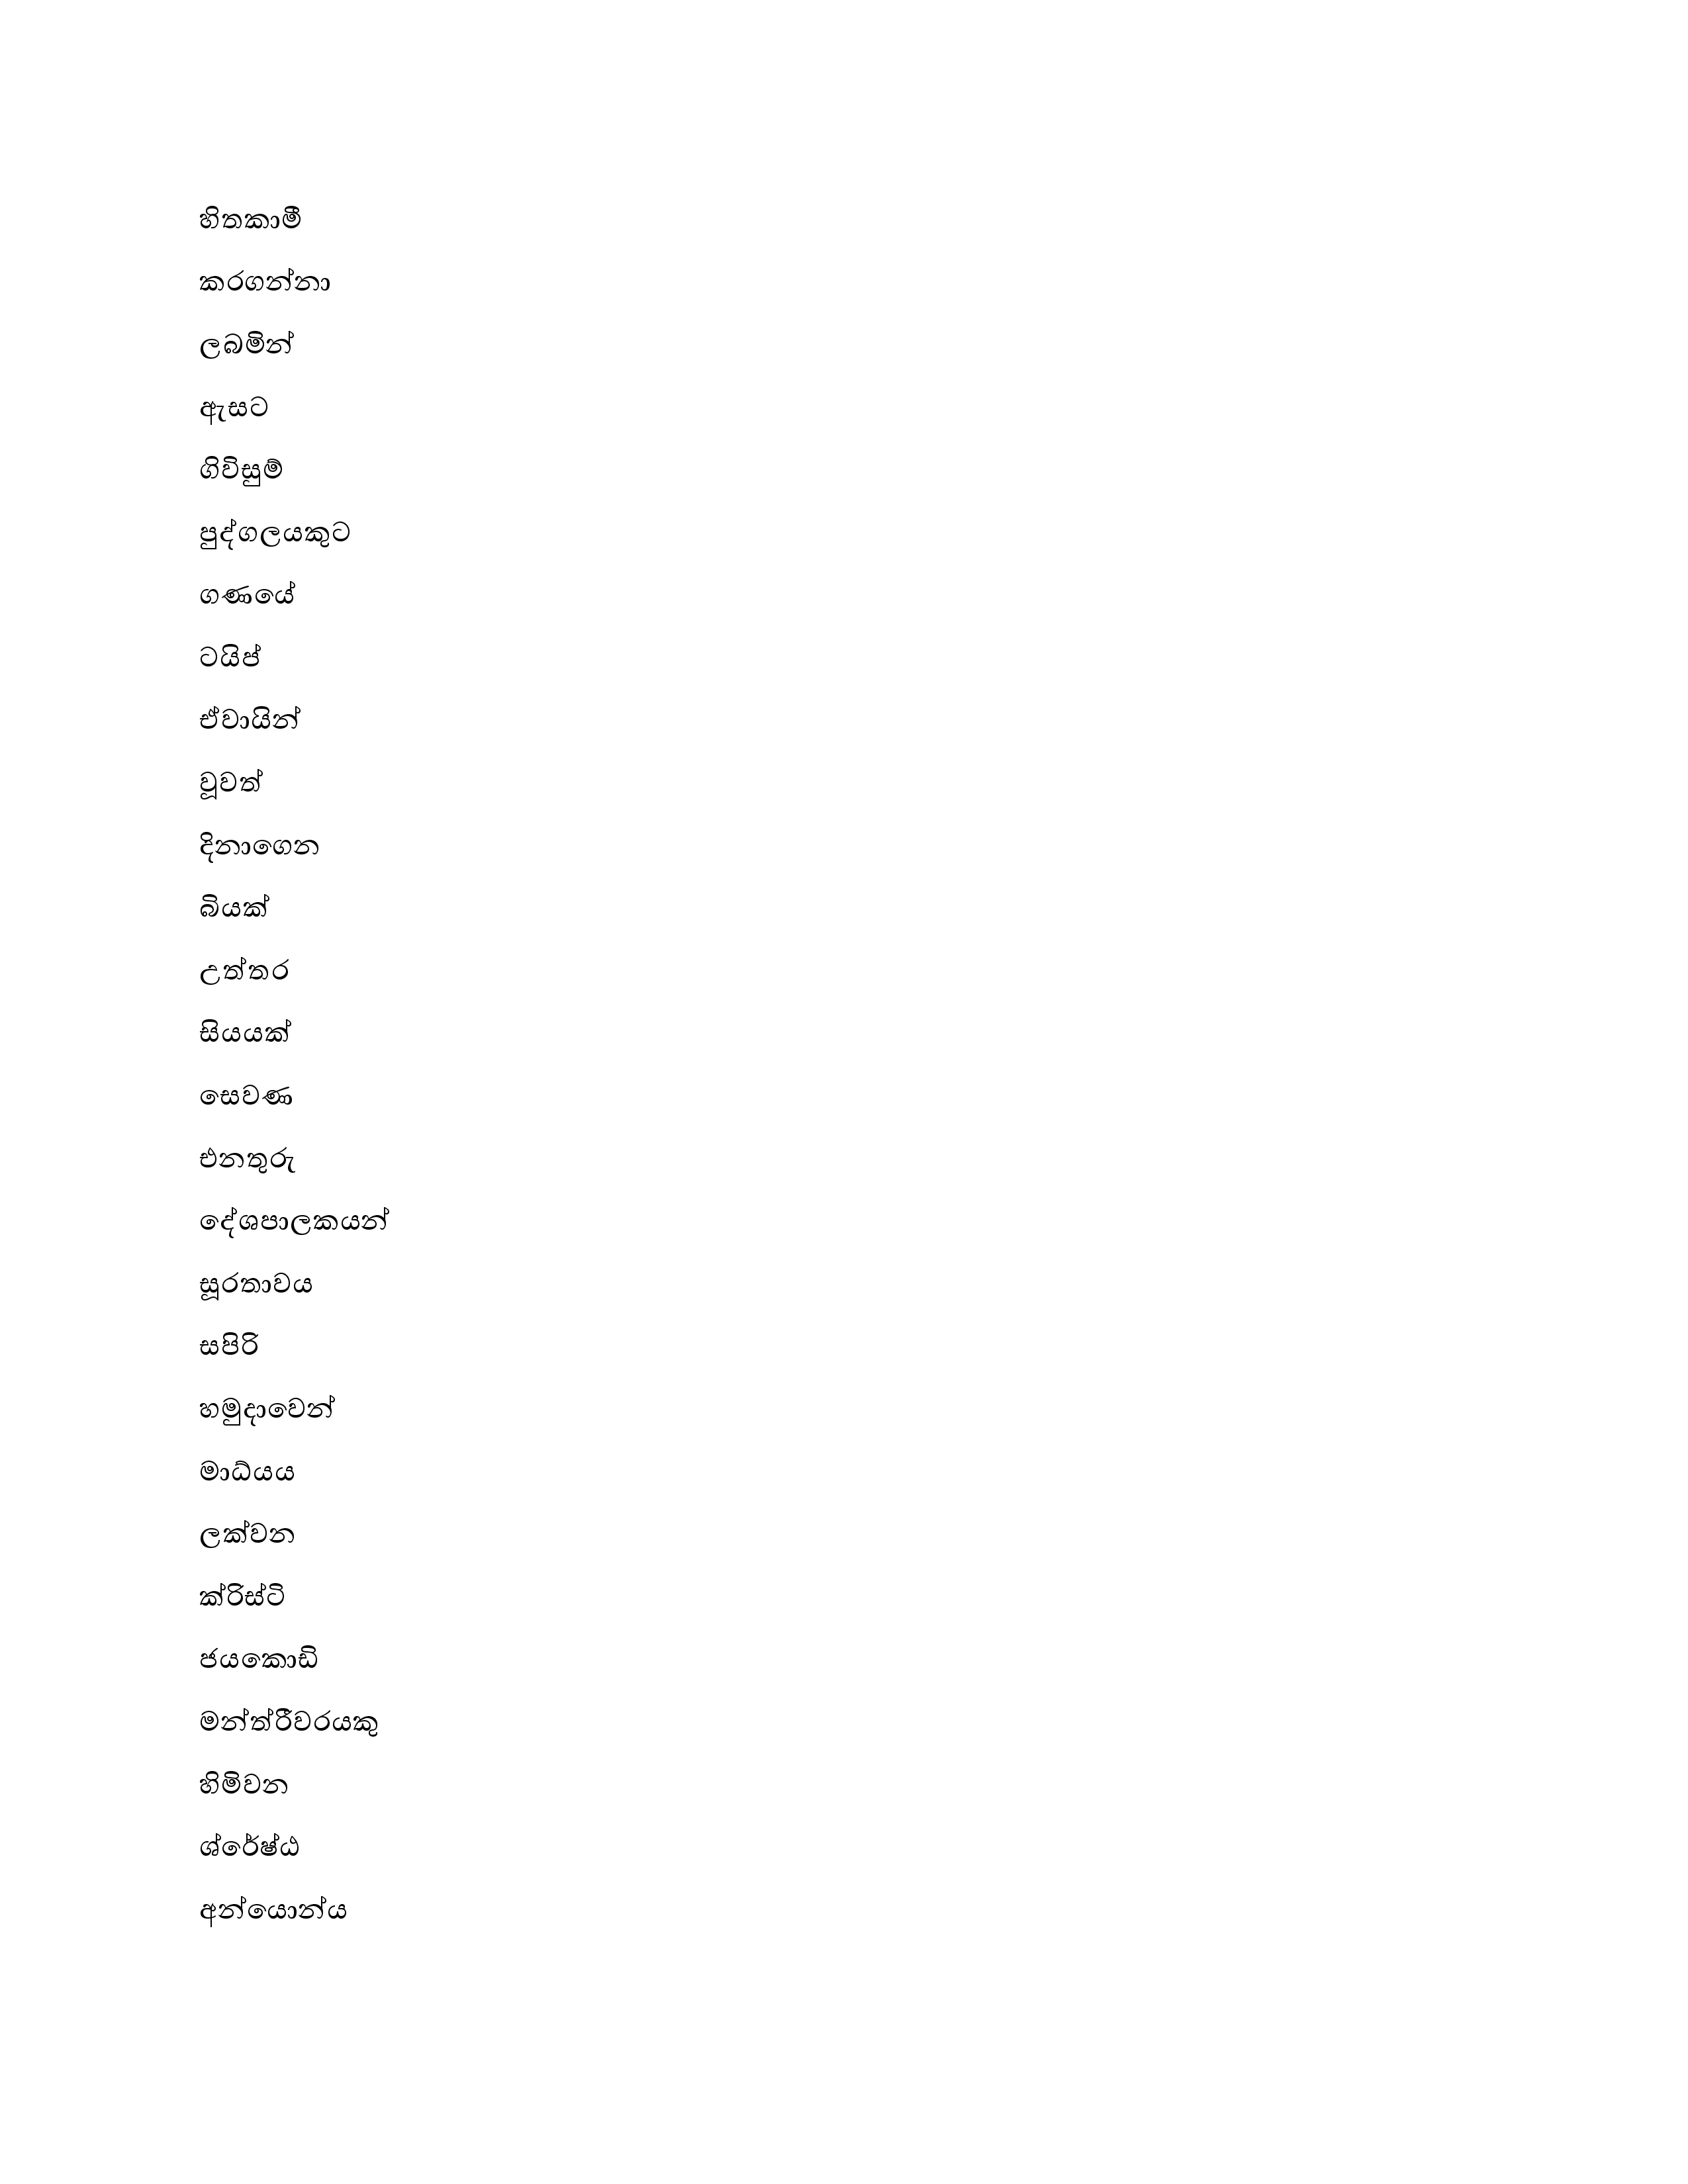 හිතකාමී
කරගන්නා
ලබමින්
ඇසට
ගිවිසුම්
පුද්ගලයකුට
ගණයේ
ටයිප්
ඒවායින්
වූවත්
දිනාගෙන
බියක්
උත්තර
සියයක්
සෙවණ
එනතුරු
දේශපාලකයන්
සූරතාවය
සපිරි
හමුදාවෙන්
මාධ්යය
ලක්වන
ක්රිස්ටි
ජයකොඩි
මන්ත්රීවරයකු
හිමිවන
ශ්රේෂ්ඨ
අන්යොන්ය